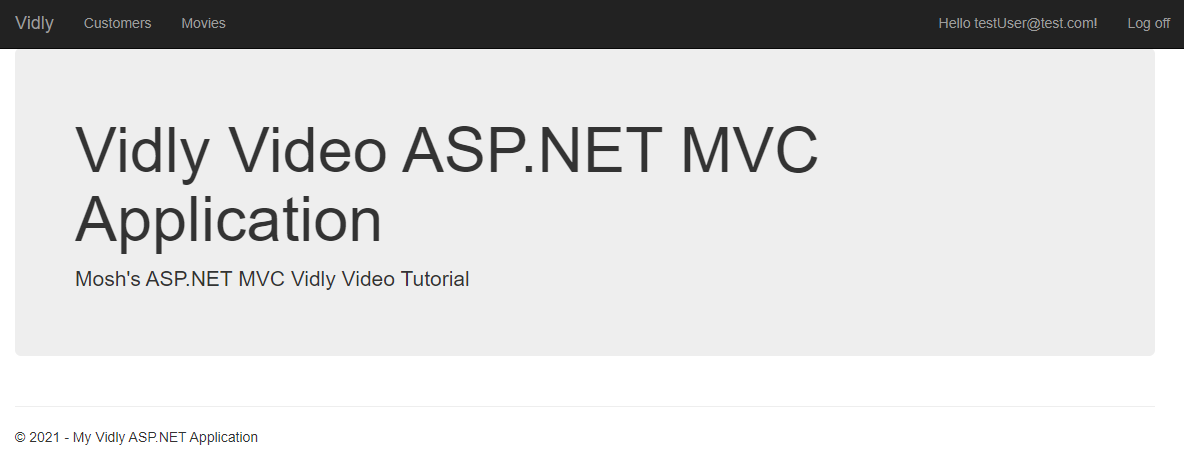 Vidly Customers Movies Hello testUser@test.com! Log off
Vidly Video ASP.NET MVC
Application
Mosh's ASP.NET MVC Vidly Video Tutorial
© 2021 - My Vidly ASP.NET Application